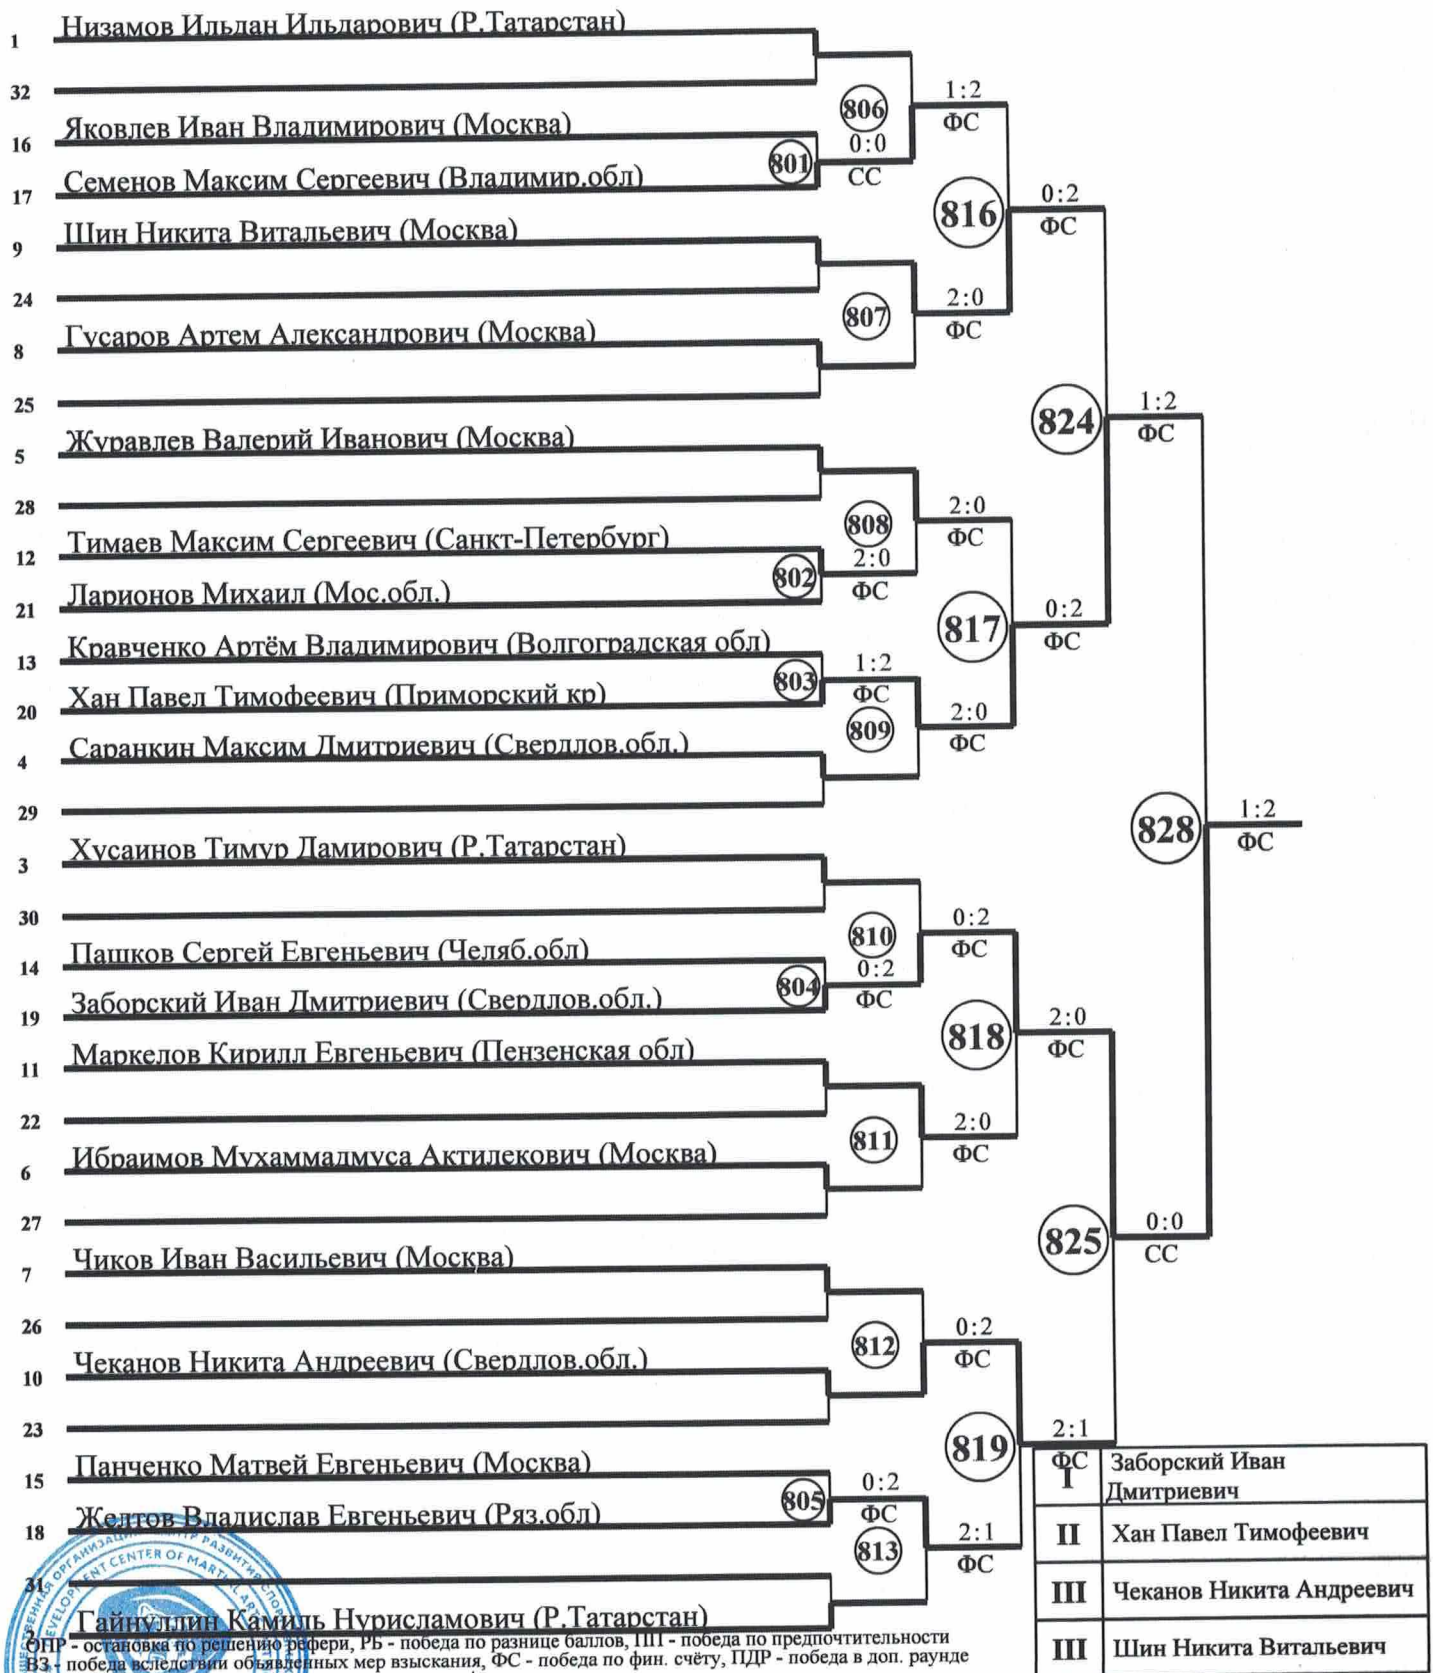 1 Низамов Ильдан Ильдарович (Р.Татарстан)
32
16 Яковлев Иван Владимирович (Москва)
17 Семенов Максим Сергеевич (Владимир.обл)
9 Шин Никита Витальевич (Москва)
24
8 Гусаров Артем Александрович (Москва)
25
5 Журавлев Валерий Иванович (Москва)
28
12 Тимаев Максим Сергеевич (Санкт-Петербург)
21 Ларионов Михаил (Мос.обл.)
13 Кравченко Артём Владимирович (Волгоградская обл)
20 Хан Павел Тимофеевич (Приморский кр)
4 Саранкин Максим Дмитриевич (Свердлов.обл.)
29
3 Хусаинов Тимур Дамирович (Р.Татарстан)
30
14 Пашков Сергей Евгеньевич (Челяб.обл)
19 Заборский Иван Дмитриевич (Свердлов.обл.)
11 Маркелов Кирилл Евгеньевич (Пензенская обл)
22
6 Ибраимов Мухаммадмуса Актилекович (Москва)
27
7 Чиков Иван Васильевич (Москва)
26
10 Чеканов Никита Андреевич (Свердлов.обл.)
23
15 Панченко Матвей Евгеньевич (Москва)
18 Желтов Владислав Евгеньевич (Ряз.обл)
31
Гайнуллин Камиль Нурисламович (Р.Татарстан)
801
0:0
СС
802
2:0
ФС
803
1:2
ФС
804
0:2
ФС
805
0:2
ФС
806
1:2
ФС
807
2:0
ФС
808
2:0
ФС
809
2:0
ФС
810
0:2
ФС
811
2:0
ФС
812
0:2
ФС
813
2:1
ФС
816
0:2
ФС
817
0:2
ФС
818
2:0
ФС
819
2:1
ФС
824
1:2
ФС
825
0:0
СС
828
1:2
ФС
I Заборский Иван
Дмитриевич
II Хан Павел Тимофеевич
III Чеканов Никита Андреевич
III Шин Никита Витальевич
DEVELOPMENT CENTER OF MARTIAL
ОПР - остановка по решению рефери, РБ - победа по разнице баллов, ПП - победа по предпочтительности
ВЗ - победа вследствии объявленных мер взыскания, ФС - победа по фин. счёту, ПДР - победа в доп. раунде